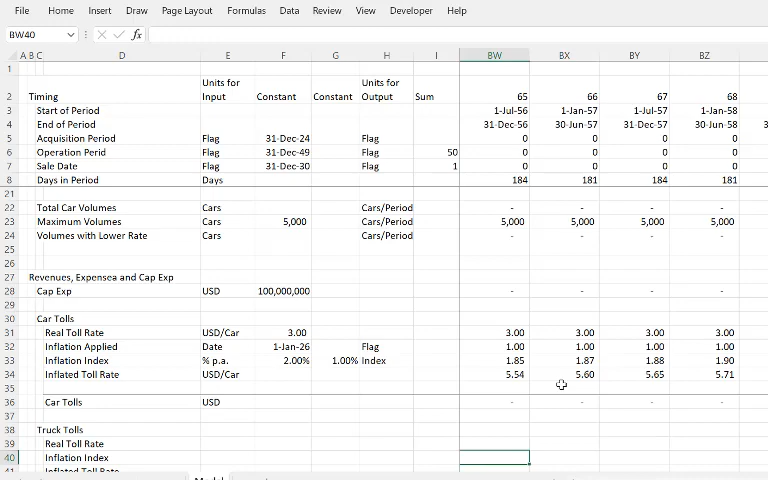 File Home Insert Draw Page Layout Formulas Data Review View Developer Help
BW40 fx
A B C D E F G H I BW BX BY BZ
1
Units for Units for
2 Timing Input Constant Constant Output Sum 65 66 67 68
3 Start of Period 1-Jul-56 1-Jan-57 1-Jul-57 1-Jan-58
4 End of Period 31-Dec-56 30-Jun-57 31-Dec-57 30-Jun-58 3
5 Acquisition Period Flag 31-Dec-24 Flag 0 0 0 0
6 Operation Perid Flag 31-Dec-49 Flag 50 0 0 0 0
7 Sale Date Flag 31-Dec-30 Flag 1 0 0 0 0
8 Days in Period Days 184 181 184 181
21
22 Total Car Volumes Cars Cars/Period - - - -
23 Maximum Volumes Cars 5,000 Cars/Period 5,000 5,000 5,000 5,000
24 Volumes with Lower Rate Cars Cars/Period - - - -
25
26
27 Revenues, Expensea and Cap Exp
28 Cap Exp USD 100,000,000 - - - -
29
30 Car Tolls
31 Real Toll Rate USD/Car 3.00 3.00 3.00 3.00 3.00
32 Inflation Applied Date 1-Jan-26 Flag 1.00 1.00 1.00 1.00
33 Inflation Index % p.a. 2.00% 1.00% Index 1.85 1.87 1.88 1.90
34 Inflated Toll Rate USD/Car 5.54 5.60 5.65 5.71
35
36 Car Tolls USD - - - -
37
38 Truck Tolls
39 Real Toll Rate
40 Inflation Index
41 Inflated Toll Rate